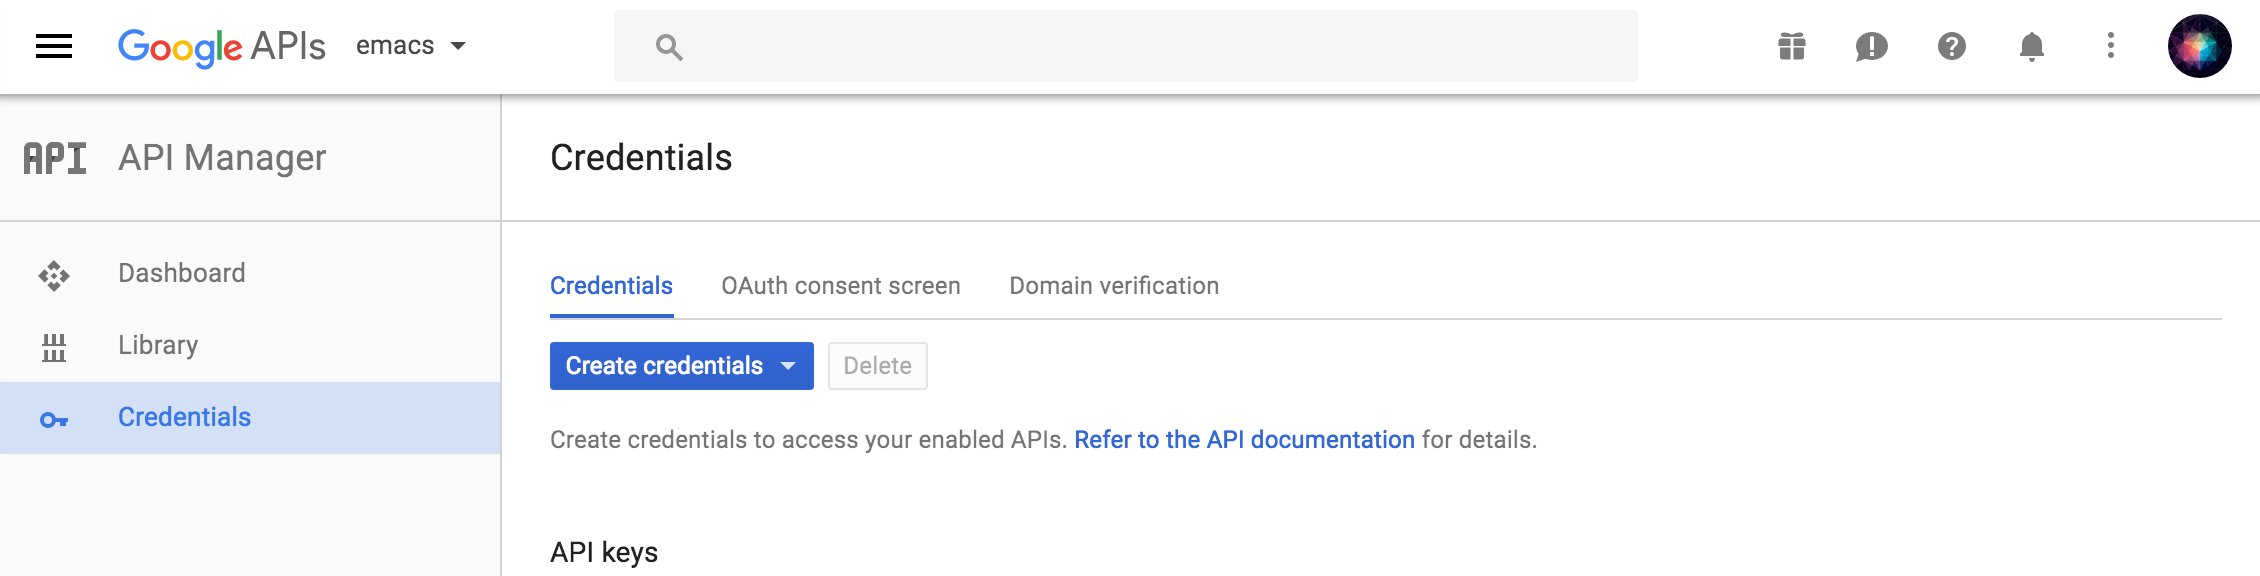 Google APIs emacs
API API Manager
Credentials
Dashboard
Library
Credentials
Credentials OAuth consent screen Domain verification
Create credentials Delete
Create credentials to access your enabled APIs. Refer to the API documentation for details.
API keys